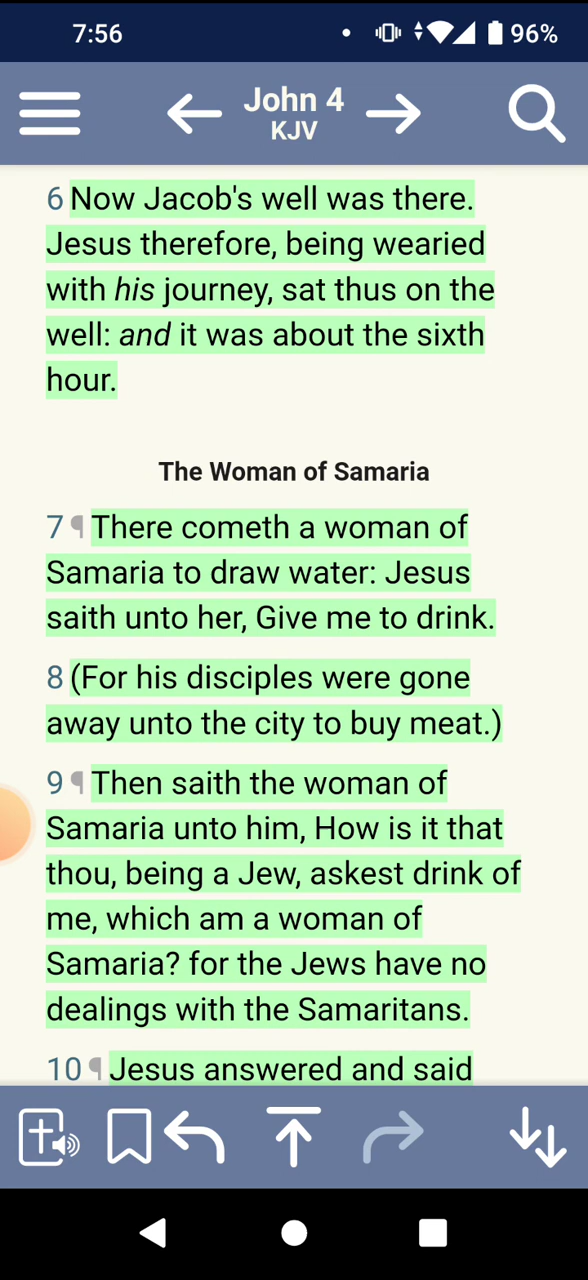 7:56
96%
John 4
KJV
6 Now Jacob's well was there.
Jesus therefore, being wearied
with his journey, sat thus on the
well: and it was about the sixth
hour.
The Woman of Samaria
7 ¶ There cometh a woman of
Samaria to draw water: Jesus
saith unto her, Give me to drink.
8 (For his disciples were gone
away unto the city to buy meat.)
9 ¶ Then saith the woman of
Samaria unto him, How is it that
thou, being a Jew, askest drink of
me, which am a woman of
Samaria? for the Jews have no
dealings with the Samaritans.
10 ¶ Jesus answered and said